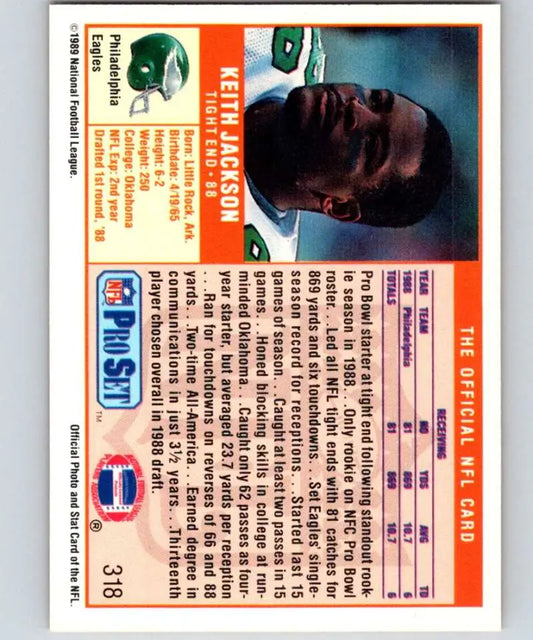 THE OFFICIAL NFL CARD
KEITH JACKSON
TIGHT END • 88
Philadelphia
Eagles
Born: Little Rock, Ark.
Birthdate: 4/19/65
Height: 6-2
Weight: 250
College: Oklahoma
NFL Exp: 2nd year
Drafted 1st round, '88
RECEIVING
YEAR TEAM NO YDS AVG TD
1988 Philadelphia 81 869 10.7 6
TOTALS 81 869 10.7 6
Pro Bowl starter at tight end following standout rook-
ie season in 1988...Only rookie on NFC Pro Bowl
roster...Led all NFL tight ends with 81 catches for
869 yards and six touchdowns...Set Eagles' single-
season record for receptions...Started last 15
games of season...Caught at least two passes in 15
games...Honed blocking skills in college at run-
minded Oklahoma...Caught only 62 passes as four-
year starter, but averaged 23.7 yards per reception
...Ran for touchdowns on reverses of 66 and 88
yards...Two-time All-America...Earned degree in
communications in just 3½ years...Thirteenth
player chosen overall in 1988 draft.
NFL PRO SET ™
® 318
©1989 National Football League.
Official Photo and Stat Card of the NFL.